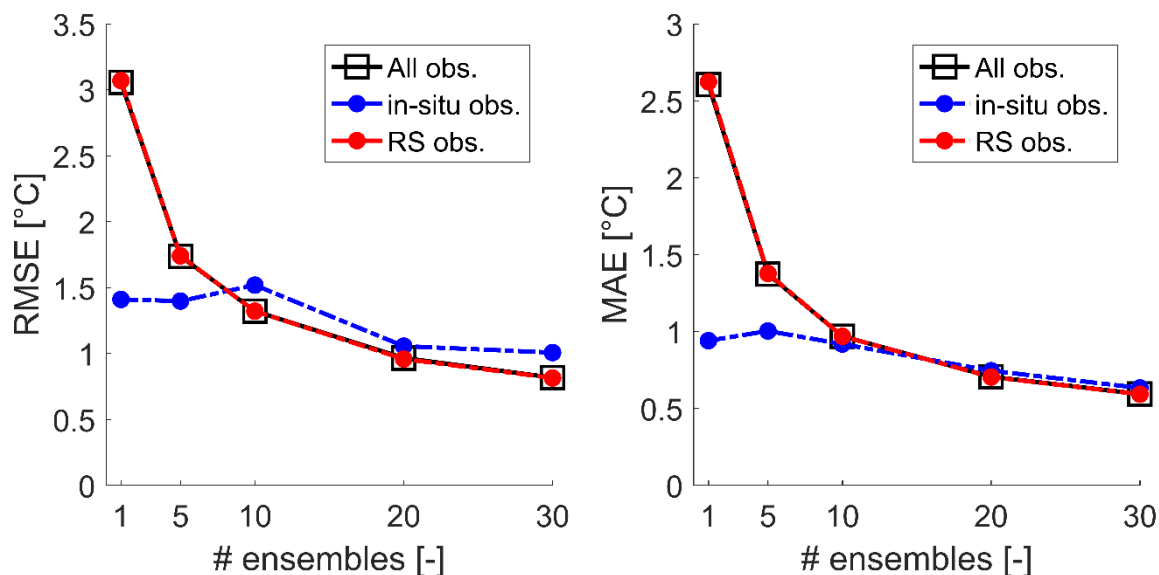 3.5
3
2.5
2
1.5
1
0.5
0
RMSE [°C]
All obs.
in-situ obs.
RS obs.
1 5 10 20 30
# ensembles [-]
3
2.5
2
1.5
1
0.5
0
MAE [°C]
All obs.
in-situ obs.
RS obs.
1 5 10 20 30
# ensembles [-]